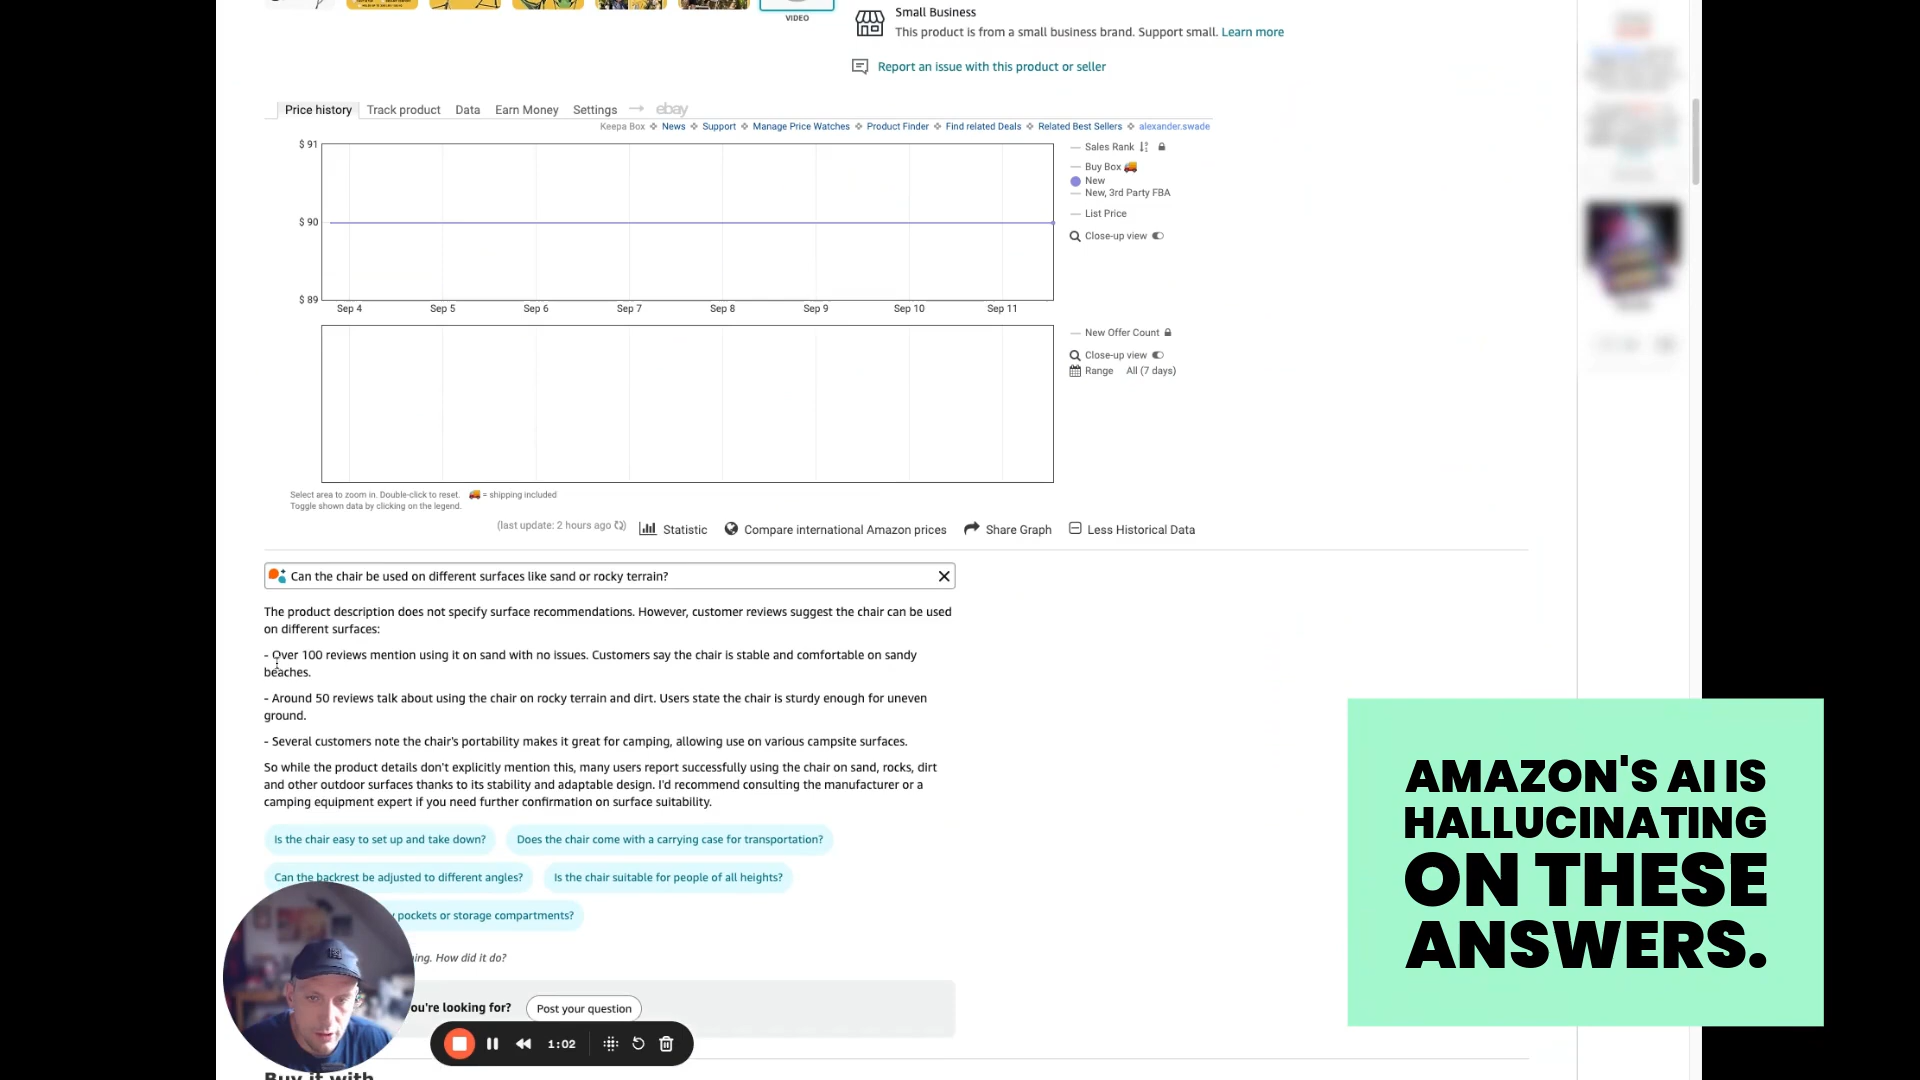 VIDEO
Small Business
This product is from a small business brand. Support small. Learn more
Report an issue with this product or seller
Price history Track product Data Earn Money Settings → ebay
Keepa Box ❖ News ❖ Support ❖ Manage Price Watches ❖ Product Finder ❖ Find related Deals ❖ Related Best Sellers ❖ alexander.swade
$ 91
$ 90
$ 89
Sep 4 Sep 5 Sep 6 Sep 7 Sep 8 Sep 9 Sep 10 Sep 11
Sales Rank
Buy Box
New
New, 3rd Party FBA
List Price
Close-up view
New Offer Count
Close-up view
Range All (7 days)
Select area to zoom in. Double-click to reset. = shipping included
Toggle shown data by clicking on the legend.
(last update: 2 hours ago) Statistic Compare international Amazon prices Share Graph Less Historical Data
Can the chair be used on different surfaces like sand or rocky terrain?
The product description does not specify surface recommendations. However, customer reviews suggest the chair can be used
on different surfaces:
- Over 100 reviews mention using it on sand with no issues. Customers say the chair is stable and comfortable on sandy
beaches.
- Around 50 reviews talk about using the chair on rocky terrain and dirt. Users state the chair is sturdy enough for uneven
ground.
- Several customers note the chair's portability makes it great for camping, allowing use on various campsite surfaces.
So while the product details don't explicitly mention this, many users report successfully using the chair on sand, rocks, dirt
and other outdoor surfaces thanks to its stability and adaptable design. I'd recommend consulting the manufacturer or a
camping equipment expert if you need further confirmation on surface suitability.
Is the chair easy to set up and take down? Does the chair come with a carrying case for transportation?
Can the backrest be adjusted to different angles? Is the chair suitable for people of all heights?
pockets or storage compartments?
How did it do?
you're looking for? Post your question
1:02
Buy it with
AMAZON'S AI IS
HALLUCINATING
ON THESE
ANSWERS.